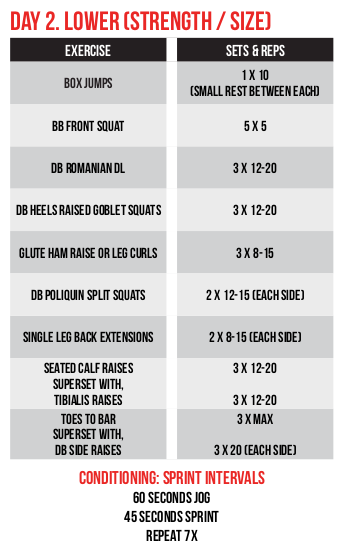 DAY 2. LOWER (STRENGTH / SIZE)
EXERCISE
SETS & REPS
BOX JUMPS
1 X 10
(SMALL REST BETWEEN EACH)
BB FRONT SQUAT
5 X 5
DB ROMANIAN DL
3 X 12-20
DB HEELS RAISED GOBLET SQUATS
3 X 12-20
GLUTE HAM RAISE OR LEG CURLS
3 X 8-15
DB POLIQUIN SPLIT SQUATS
2 X 12-15 (EACH SIDE)
SINGLE LEG BACK EXTENSIONS
2 X 8-15 (EACH SIDE)
SEATED CALF RAISES
SUPERSET WITH,
TIBIALIS RAISES
3 X 12-20
3 X 12-20
TOES TO BAR
SUPERSET WITH,
DB SIDE RAISES
3 X MAX
3 X 20 (EACH SIDE)
CONDITIONING: SPRINT INTERVALS
60 SECONDS JOG
45 SECONDS SPRINT
REPEAT 7X